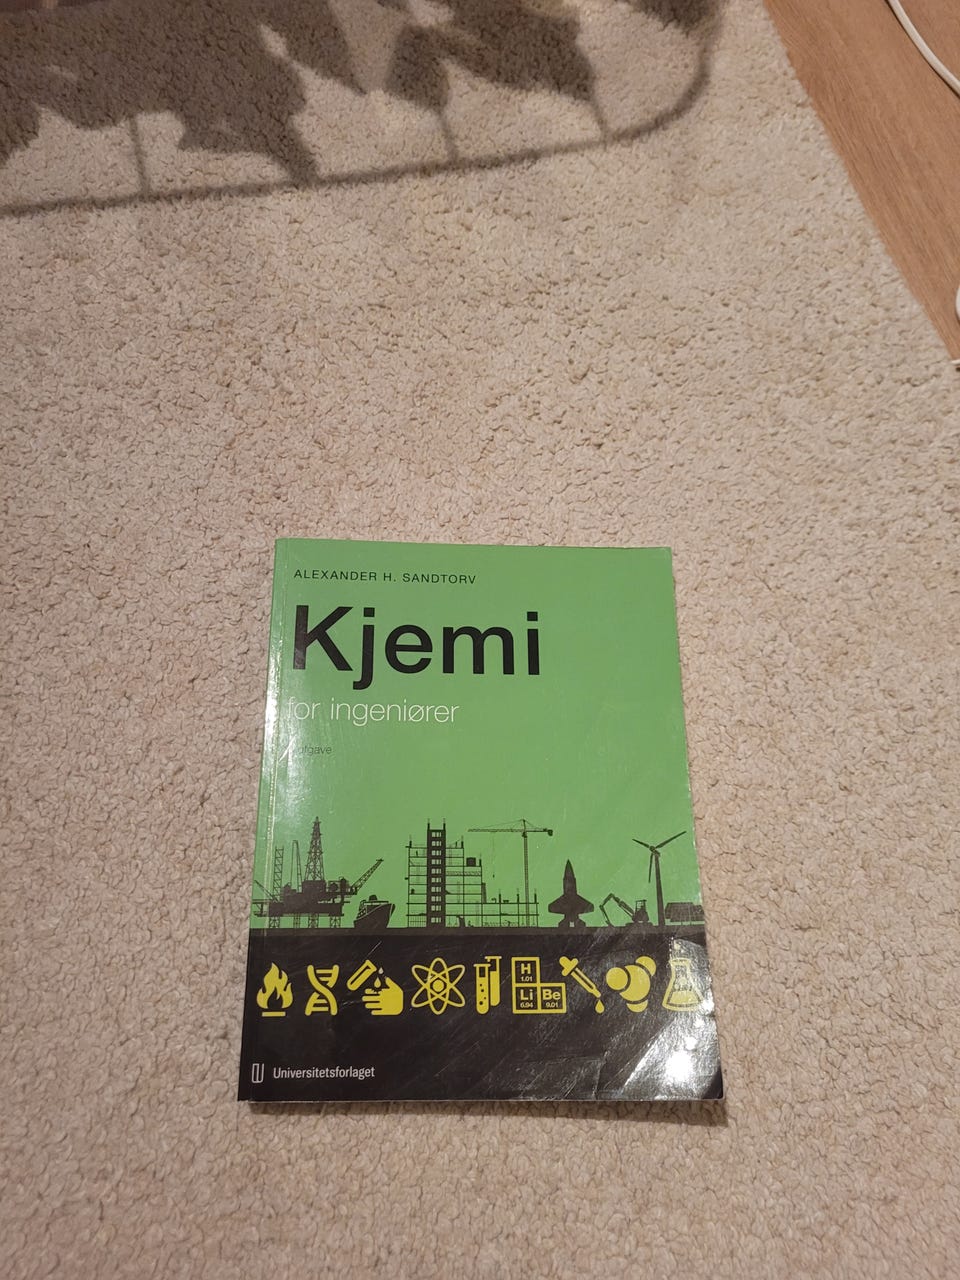 ALEXANDER H. SANDTORV
Kjemi
for ingeniører
H
1.01
Li Be
6.94 9.01
Universitetsforlaget